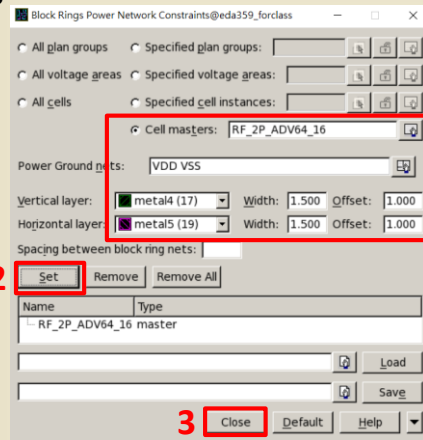 Block Rings Power Network Constraints@eda359_forclass
All plan groups Specified plan groups:
All voltage areas Specified voltage areas:
All cells Specified cell instances:
Cell masters: RF_2P_ADV64_16
Power Ground nets: VDD VSS
Vertical layer: metal4 (17) Width: 1.500 Offset: 1.000
Horizontal layer: metal5 (19) Width: 1.500 Offset: 1.000
Spacing between block ring nets:
2 Set Remove Remove All
Name Type
RF_2P_ADV64_16 master
Load
Save
3 Close Default Help